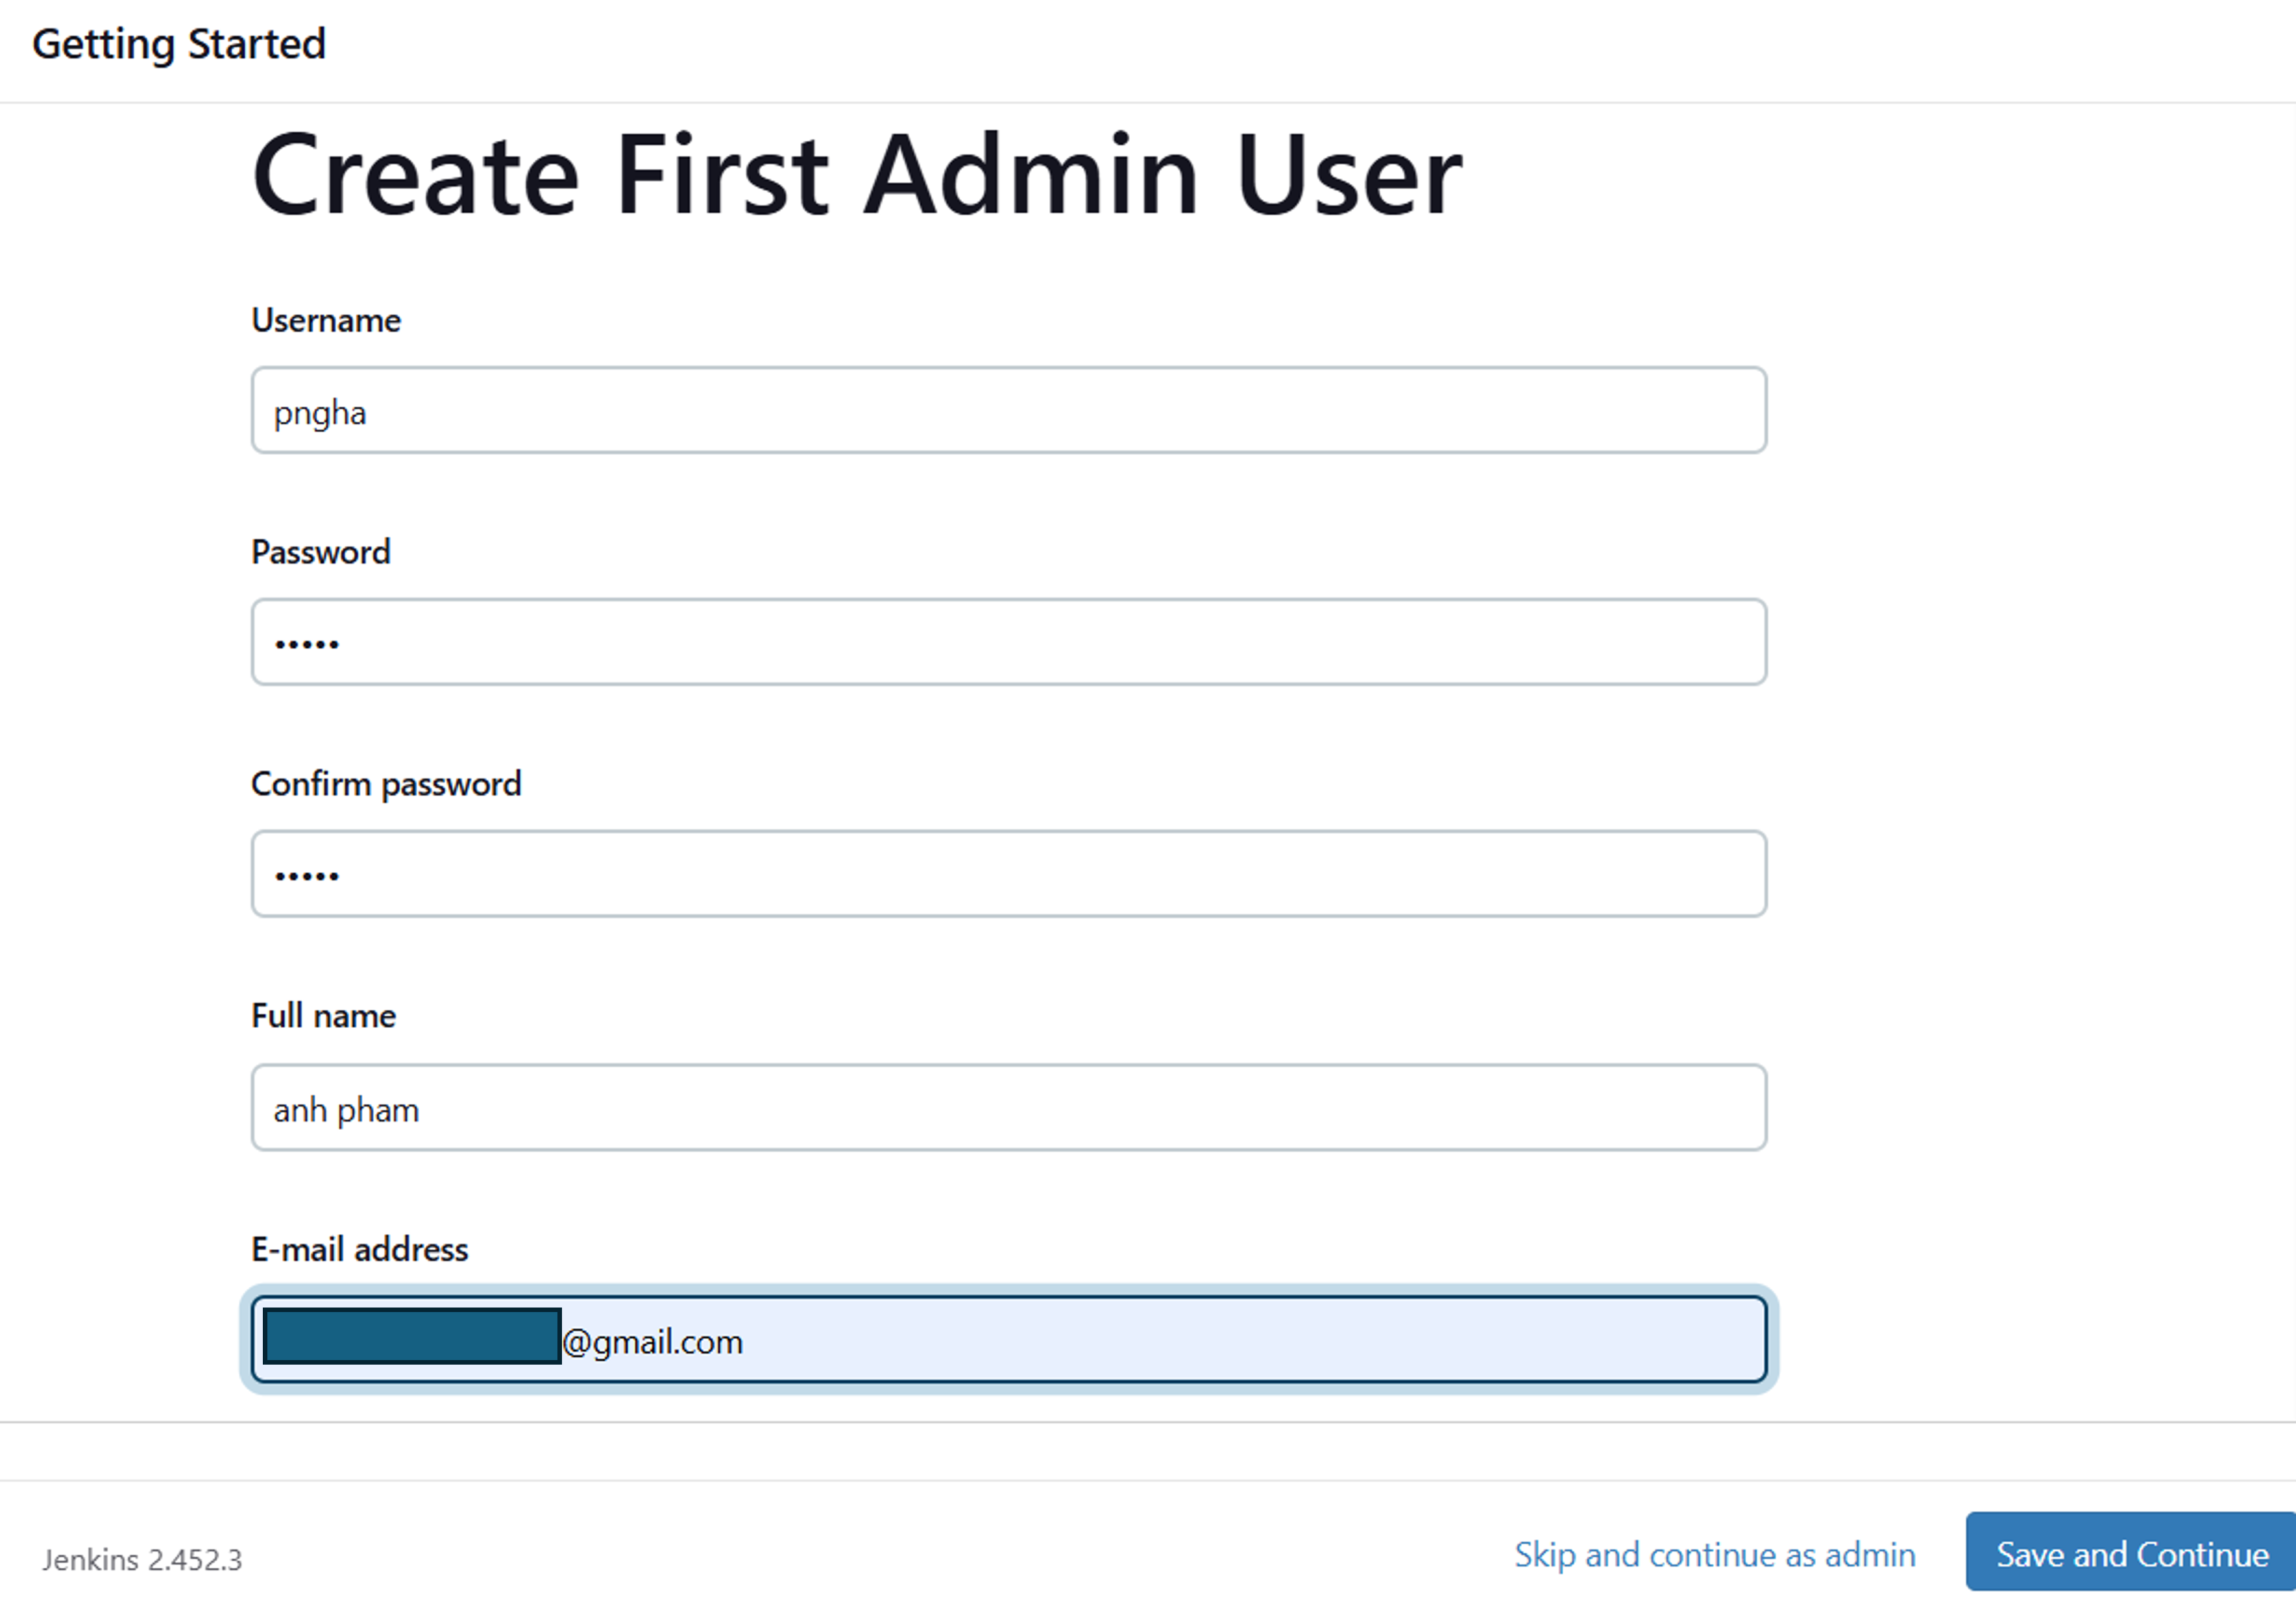 Getting Started
Create First Admin User
Username
pngha
Password
•••••
Confirm password
•••••
Full name
anh pham
E-mail address
@gmail.com
Jenkins 2.452.3
Skip and continue as admin
Save and Continue